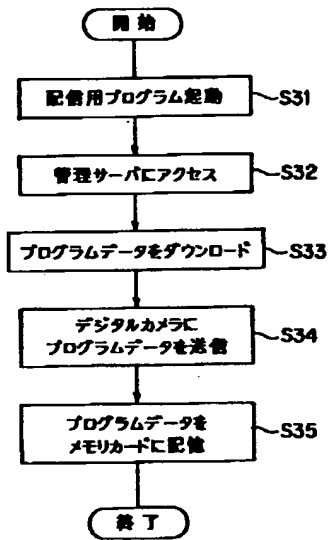 開始
配信用プログラム起動
S31
管理サーバにアクセス
S32
プログラムデータをダウンロード
S33
デジタルカメラに
プログラムデータを送信
S34
プログラムデータを
メモリカードに記憶
S35
終了